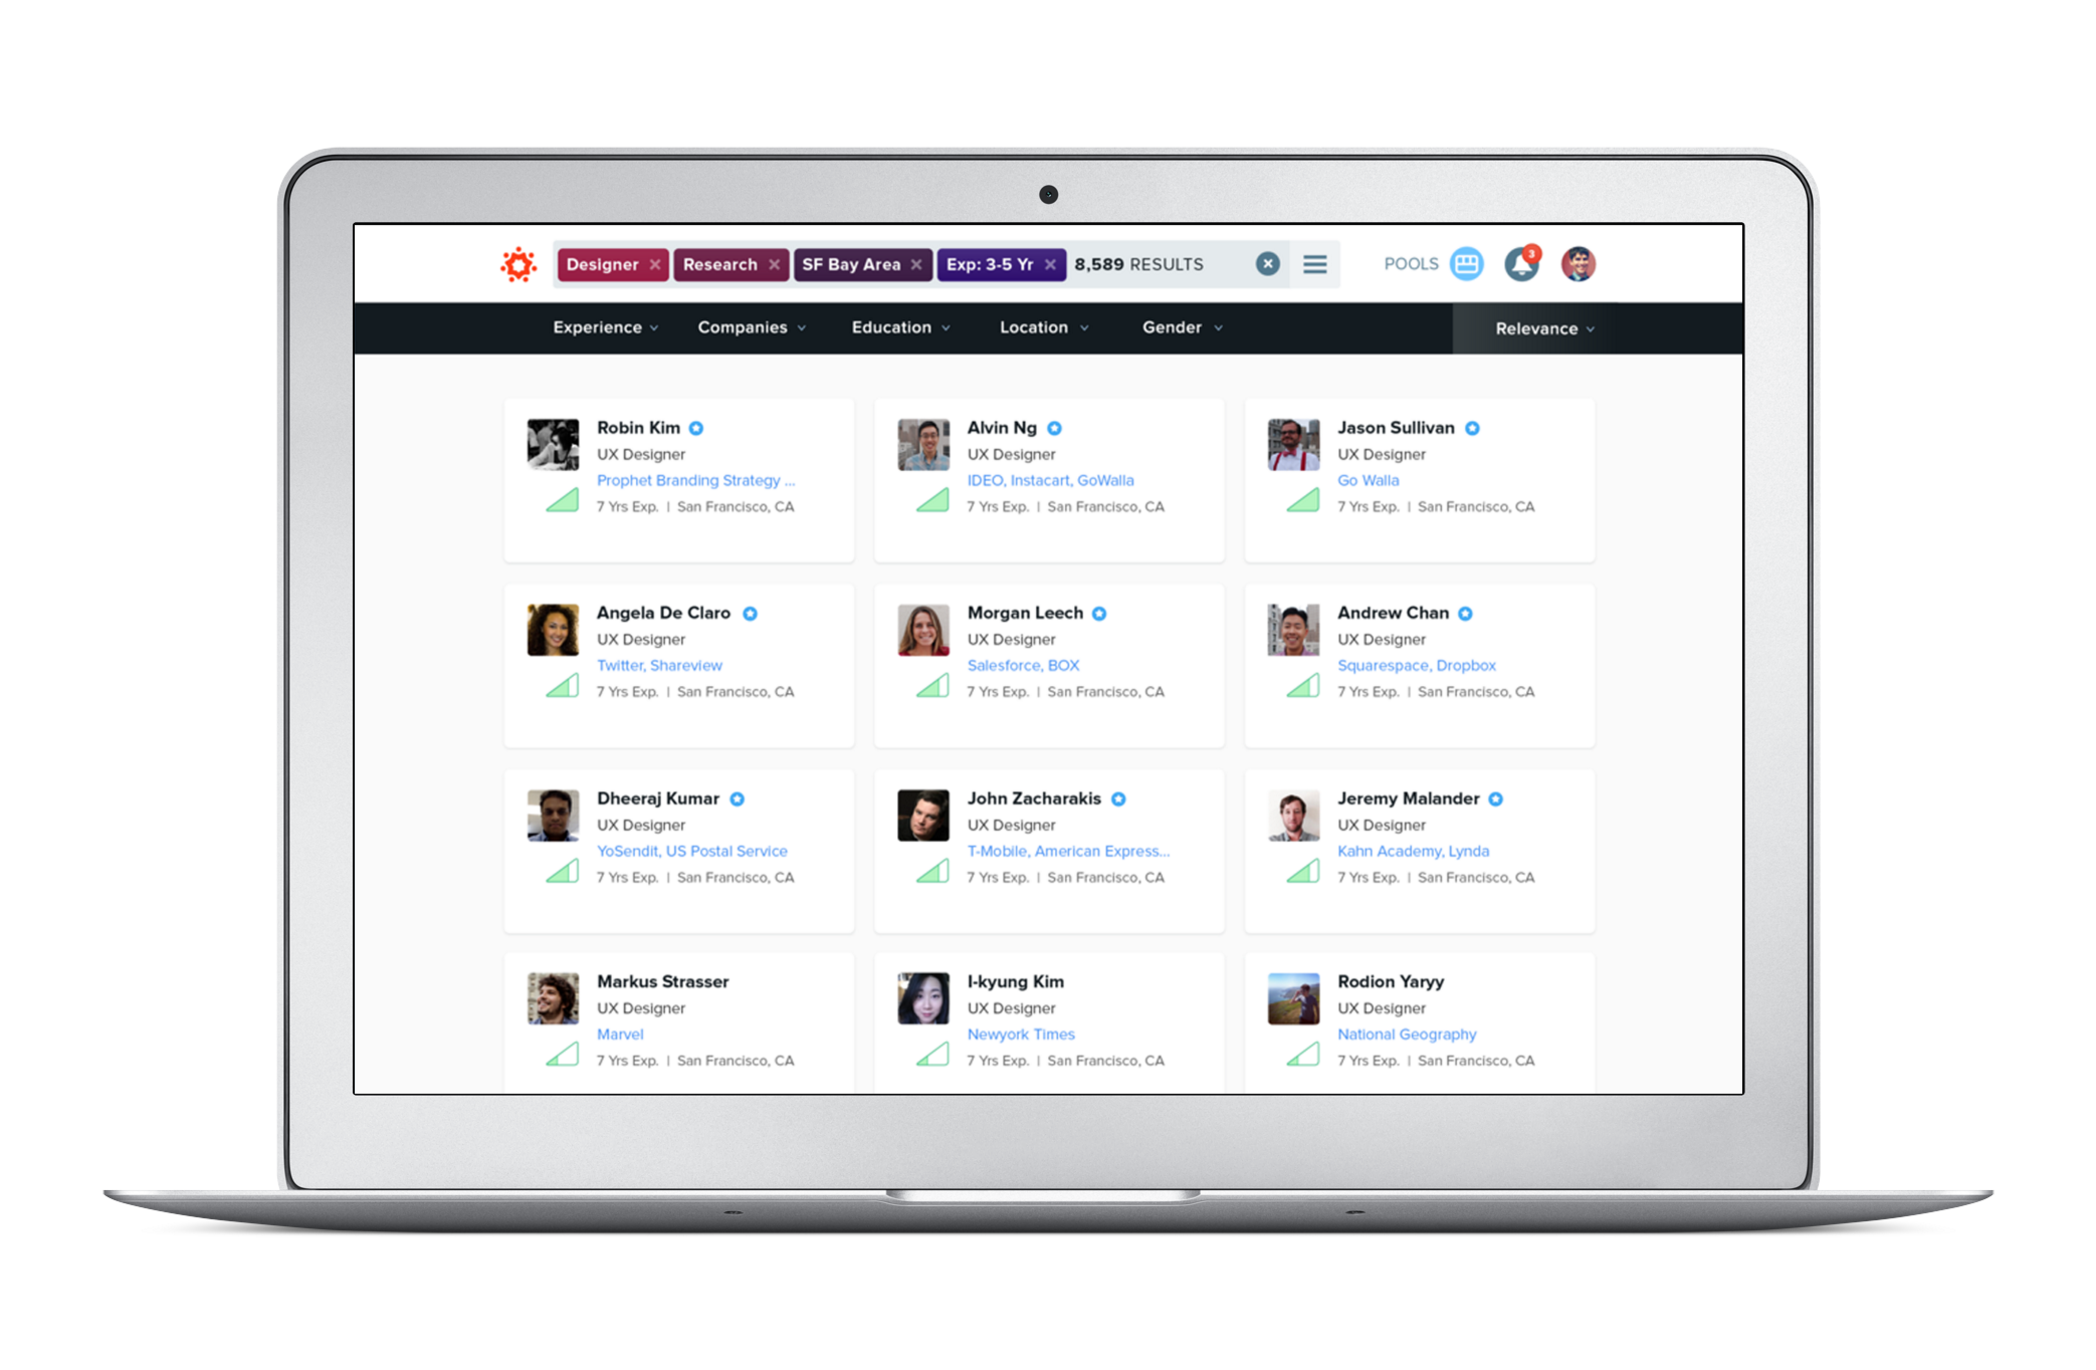 Designer × Research × SF Bay Area × Exp: 3-5 Yr × 8,589 RESULTS
POOLS 3
Experience Companies Education Location Gender Relevance
Robin Kim
UX Designer
Prophet Branding Strategy ...
7 Yrs Exp. | San Francisco, CA
Alvin Ng
UX Designer
IDEO, Instacart, GoWalla
7 Yrs Exp. | San Francisco, CA
Jason Sullivan
UX Designer
Go Walla
7 Yrs Exp. | San Francisco, CA
Angela De Claro
UX Designer
Twitter, Shareview
7 Yrs Exp. | San Francisco, CA
Morgan Leech
UX Designer
Salesforce, BOX
7 Yrs Exp. | San Francisco, CA
Andrew Chan
UX Designer
Squarespace, Dropbox
7 Yrs Exp. | San Francisco, CA
Dheeraj Kumar
UX Designer
YoSendit, US Postal Service
7 Yrs Exp. | San Francisco, CA
John Zacharakis
UX Designer
T-Mobile, American Express...
7 Yrs Exp. | San Francisco, CA
Jeremy Malander
UX Designer
Kahn Academy, Lynda
7 Yrs Exp. | San Francisco, CA
Markus Strasser
UX Designer
Marvel
7 Yrs Exp. | San Francisco, CA
I-kyung Kim
UX Designer
Newyork Times
7 Yrs Exp. | San Francisco, CA
Rodion Yaryy
UX Designer
National Geography
7 Yrs Exp. | San Francisco, CA